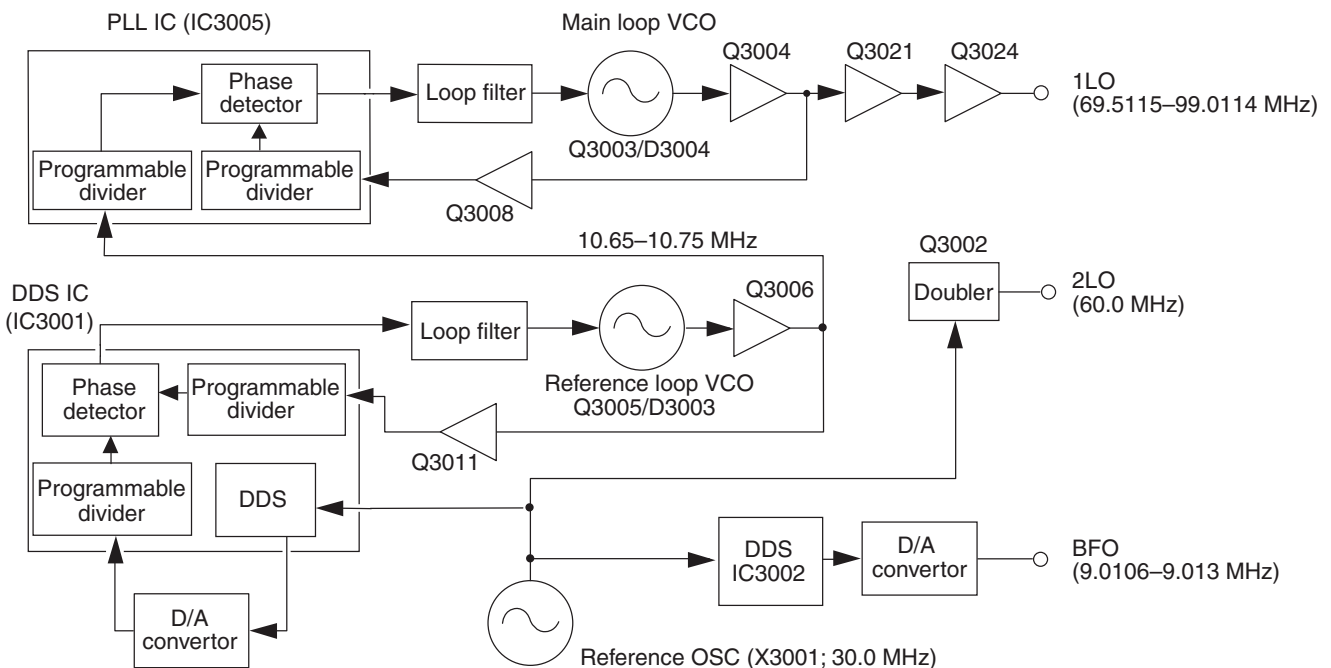 PLL IC (IC3005)
Main loop VCO
Q3004
Q3021
Q3024
Phase
detector
Loop filter
1LO
(69.5115–99.0114 MHz)
Q3003/D3004
Programmable
divider
Programmable
divider
Q3008
10.65–10.75 MHz
Q3002
DDS IC
(IC3001)
Q3006
Doubler
2LO
(60.0 MHz)
Loop filter
Phase
detector
Programmable
divider
Reference loop VCO
Q3005/D3003
Q3011
Programmable
divider
DDS
DDS
IC3002
D/A
convertor
BFO
(9.0106–9.013 MHz)
D/A
convertor
Reference OSC (X3001; 30.0 MHz)